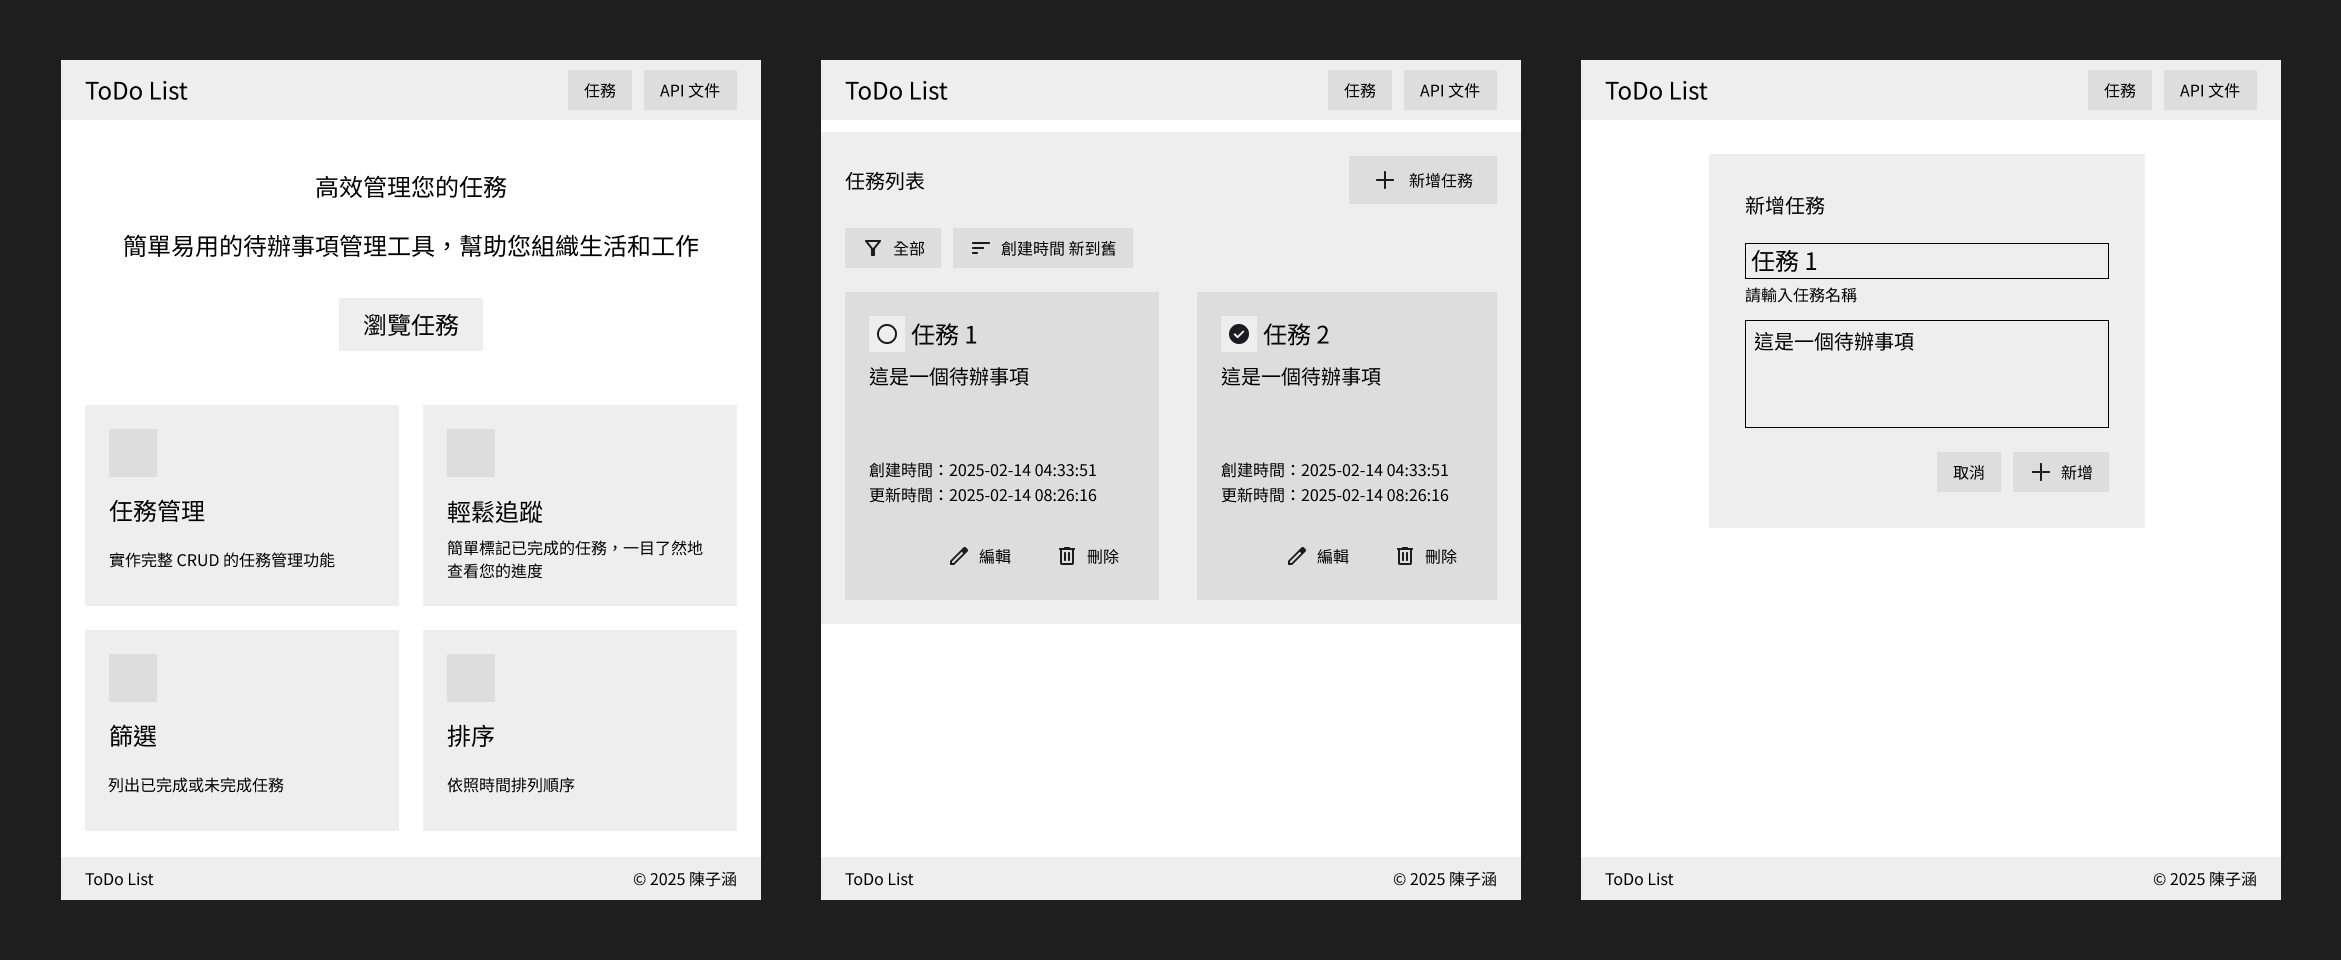 ToDo List
任務
API 文件
高效管理您的任務
簡單易用的待辦事項管理工具，幫助您組織生活和工作
瀏覽任務
任務管理
實作完整 CRUD 的任務管理功能
輕鬆追蹤
簡單標記已完成的任務，一目了然地
查看您的進度
篩選
列出已完成或未完成任務
排序
依照時間排列順序
ToDo List
© 2025 陳子涵
ToDo List
任務
API 文件
任務列表
新增任務
全部
創建時間 新到舊
任務 1
這是一個待辦事項
創建時間：2025-02-14 04:33:51
更新時間：2025-02-14 08:26:16
編輯
刪除
任務 2
這是一個待辦事項
創建時間：2025-02-14 04:33:51
更新時間：2025-02-14 08:26:16
編輯
刪除
ToDo List
© 2025 陳子涵
ToDo List
任務
API 文件
新增任務
任務 1
請輸入任務名稱
這是一個待辦事項
取消
新增
ToDo List
© 2025 陳子涵